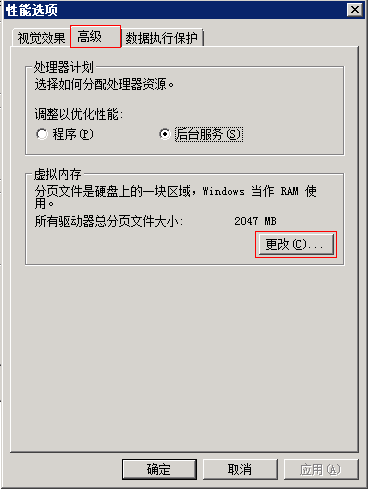 性能选项
视觉效果 高级 数据执行保护
处理器计划
选择如何分配处理器资源。
调整以优化性能:
程序(P) 后台服务(S)
虚拟内存
分页文件是硬盘上的一块区域，Windows 当作 RAM 使
用。
所有驱动器总分页文件大小: 2047 MB
更改(C)...
确定 取消 应用(A)